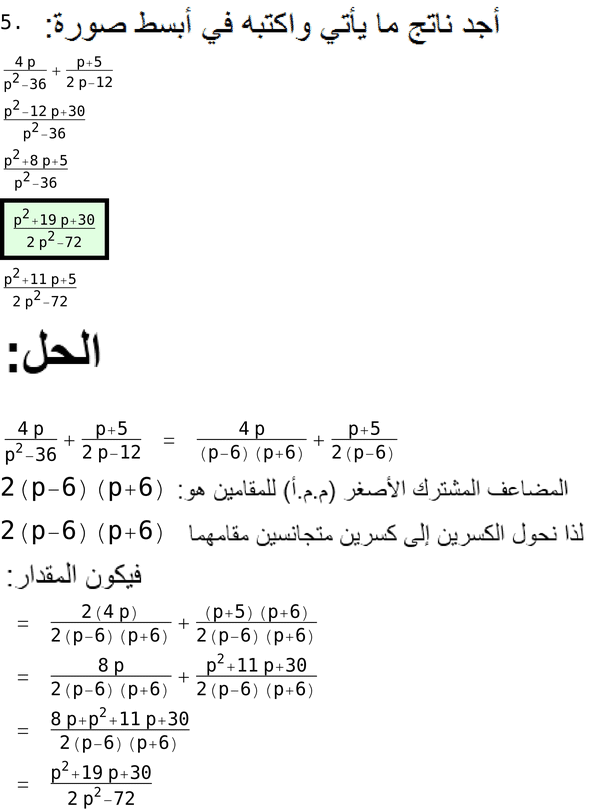 5. أجد ناتج ما يأتي واكتبه في أبسط صورة:
\frac{4p}{p^2-36} + \frac{p+5}{2p-12}
\frac{p^2-12p+30}{p^2-36}
\frac{p^2+8p+5}{p^2-36}
\frac{p^2+19p+30}{2p^2-72}
\frac{p^2+11p+5}{2p^2-72}
الحل:
\frac{4p}{p^2-36} + \frac{p+5}{2p-12} = \frac{4p}{(p-6)(p+6)} + \frac{p+5}{2(p-6)}
المضاعف المشترك الأصغر (م.م.أ) للمقامين هو: 2(p-6)(p+6)
لذا نحول الكسرين إلى كسرين متجانسين مقامهما 2(p-6)(p+6)
فيكون المقدار:
= \frac{2(4p)}{2(p-6)(p+6)} + \frac{(p+5)(p+6)}{2(p-6)(p+6)}
= \frac{8p}{2(p-6)(p+6)} + \frac{p^2+11p+30}{2(p-6)(p+6)}
= \frac{8p+p^2+11p+30}{2(p-6)(p+6)}
= \frac{p^2+19p+30}{2p^2-72}